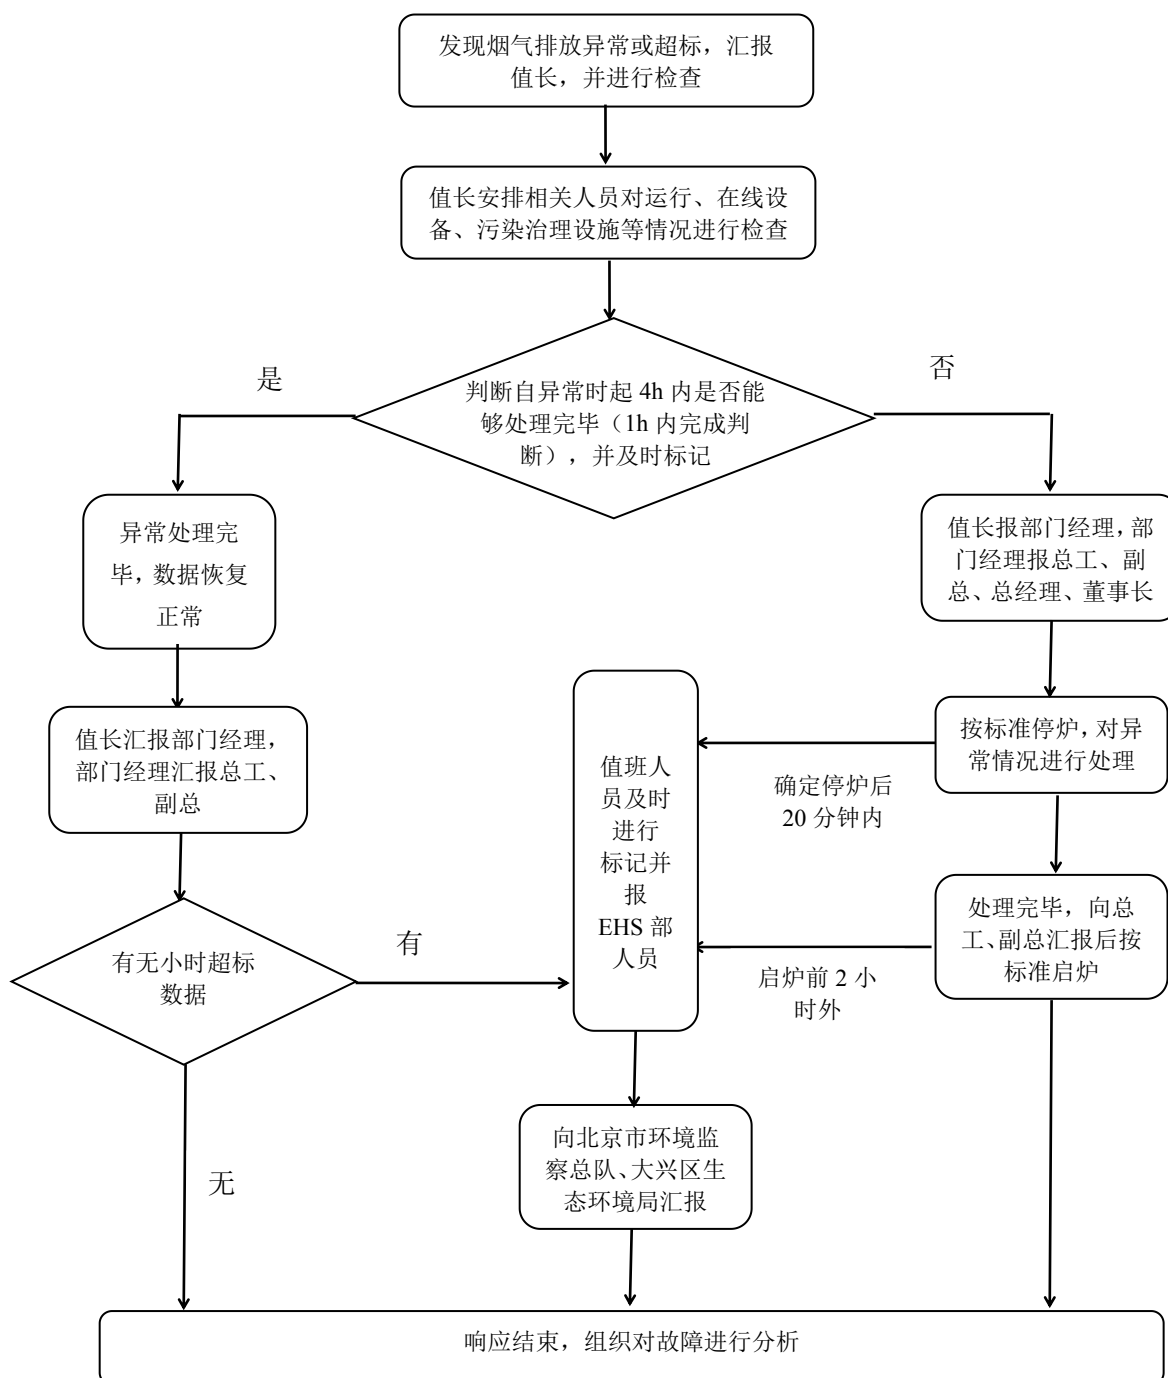 发现烟气排放异常或超标，汇报
值长，并进行检查
值长安排相关人员对运行、在线设
备、污染治理设施等情况进行检查
是
否
判断自异常时起 4h 内是否能
够处理完毕（1h 内完成判
断），并及时标记
异常处理完
毕，数据恢复
正常
值长报部门经理，部
门经理报总工、副
总、总经理、董事长
值长汇报部门经理，
部门经理汇报总工、
副总
值班人
员及时
进行
标记并
报
EHS 部
人员
按标准停炉，对异
常情况进行处理
确定停炉后
20 分钟内
处理完毕，向总
工、副总汇报后按
标准启炉
启炉前 2 小
时外
有无小时超标
数据
有
无
向北京市环境监
察总队、大兴区生
态环境局汇报
响应结束，组织对故障进行分析